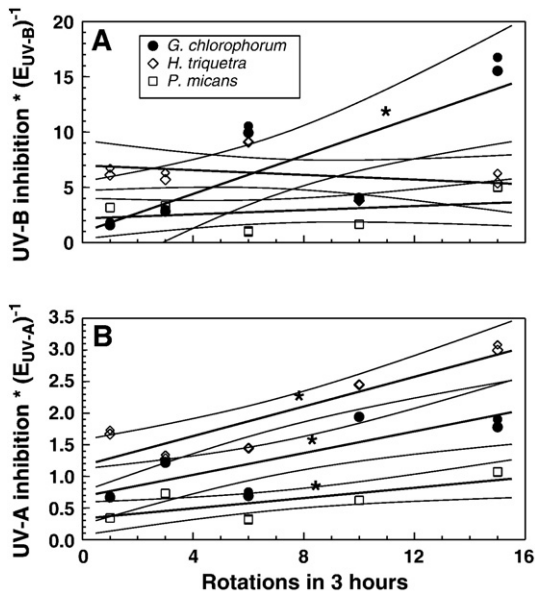 A
G. chlorophorum
H. triquetra
P. micans
UV-B inhibition * (E_UV-B)^-1
20
15
10
5
0
*
B
UV-A inhibition * (E_UV-A)^-1
3.5
3.0
2.5
2.0
1.5
1.0
0.5
0.0
*
*
*
0 4 8 12 16
Rotations in 3 hours